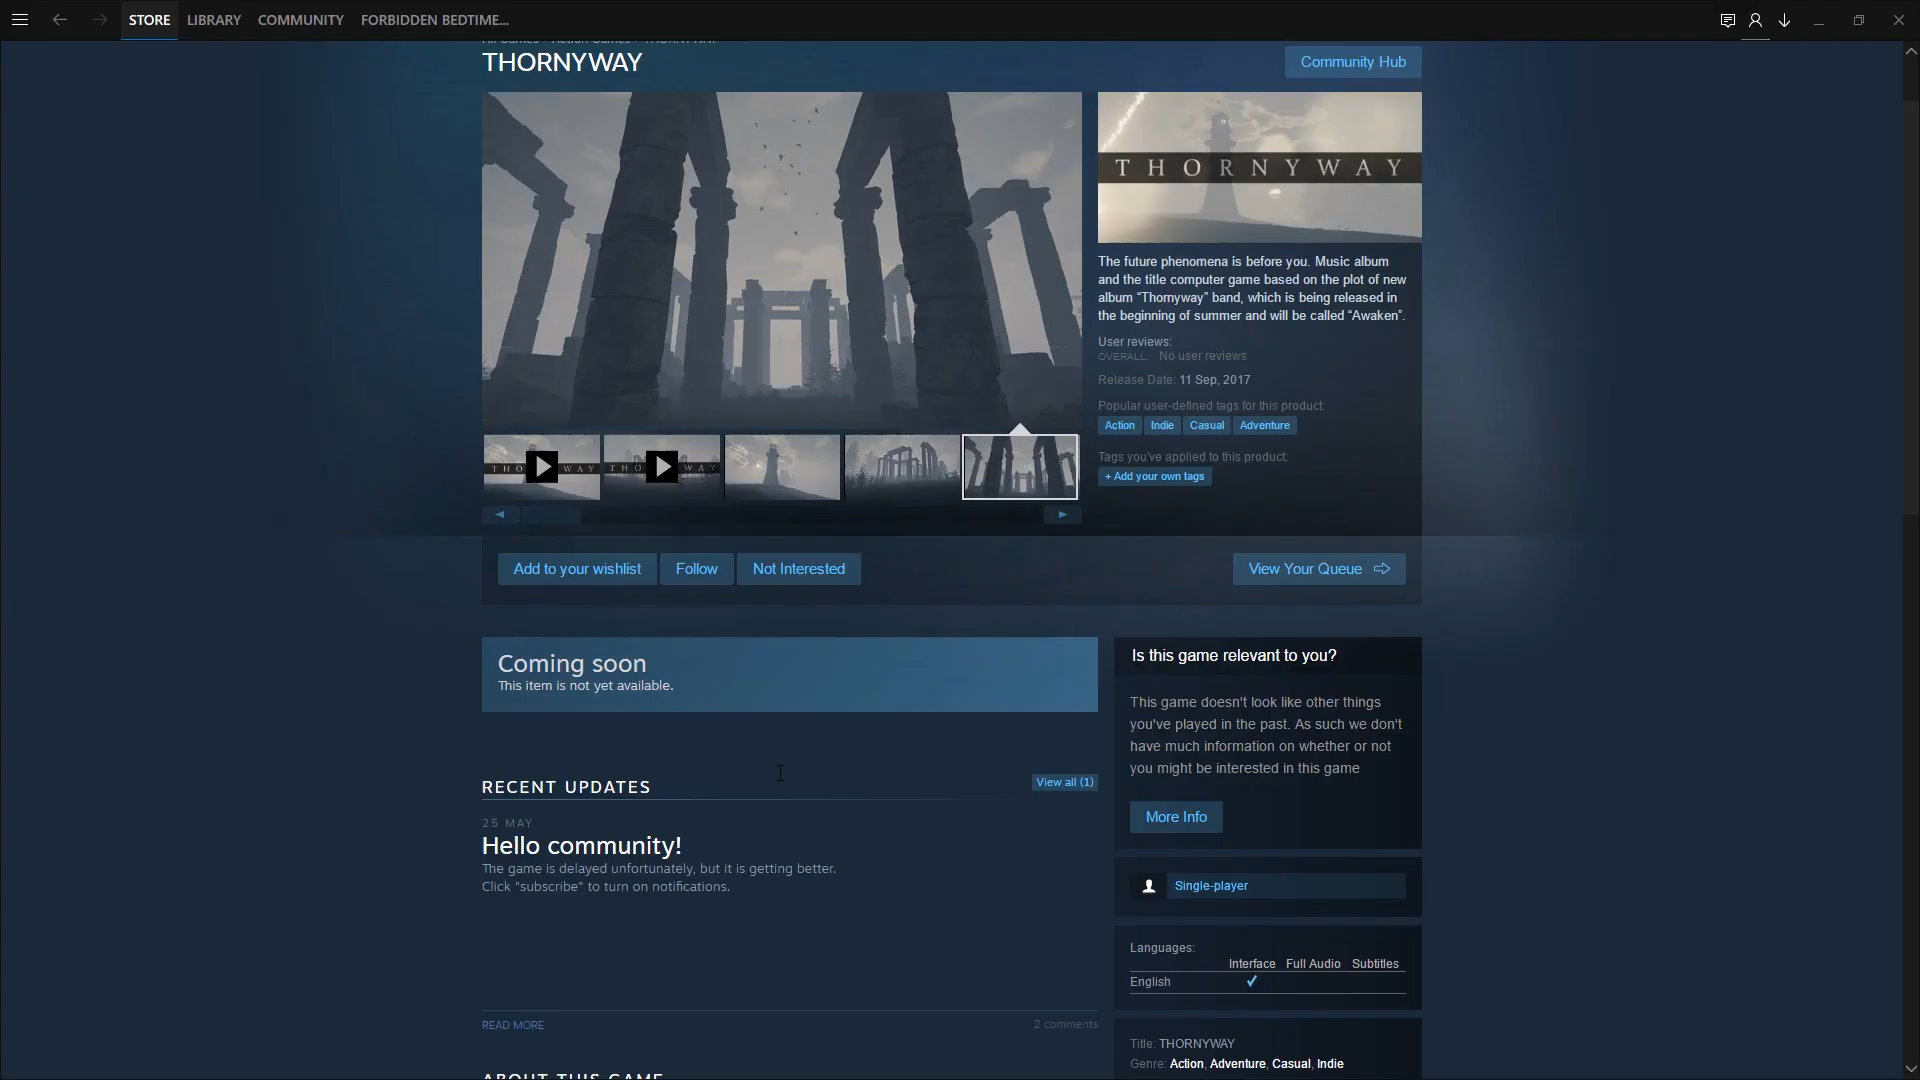 STORE LIBRARY COMMUNITY FORBIDDEN BEDTIME...
THORNYWAY
Community Hub
THORNYWAY
The future phenomena is before you. Music album
and the title computer game based on the plot of new
album “Thornyway” band, which is being released in
the beginning of summer and will be called “Awaken”.
User reviews:
OVERALL: No user reviews
Release Date: 11 Sep, 2017
Popular user-defined tags for this product:
Action Indie Casual Adventure
Tags you've applied to this product:
+ Add your own tags
Add to your wishlist Follow Not Interested
View Your Queue
Coming soon
This item is not yet available.
RECENT UPDATES
View all (1)
25 MAY
Hello community!
The game is delayed unfortunately, but it is getting better.
Click "subscribe" to turn on notifications.
READ MORE
2 comments
Is this game relevant to you?
This game doesn't look like other things
you've played in the past. As such we don't
have much information on whether or not
you might be interested in this game
More Info
Single-player
Languages:
Interface Full Audio Subtitles
English
Title: THORNYWAY
Genre: Action, Adventure, Casual, Indie
ABOUT THIS GAME